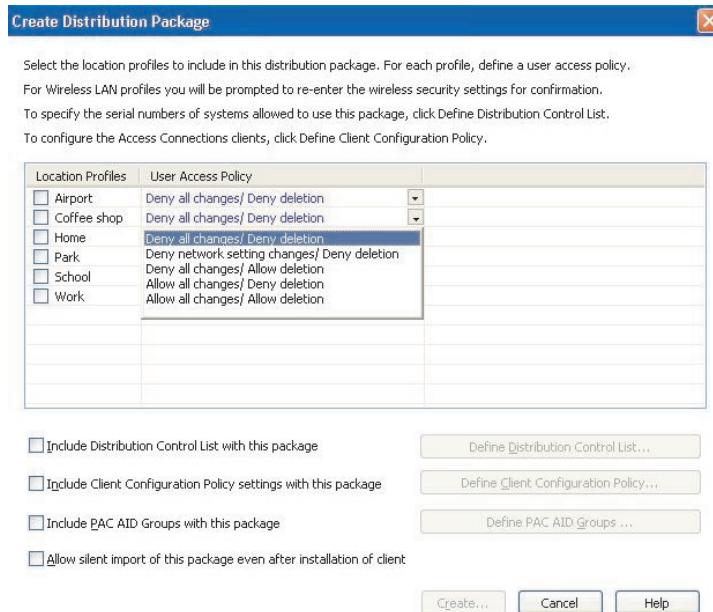 Create Distribution Package
Select the location profiles to include in this distribution package. For each profile, define a user access policy.
For Wireless LAN profiles you will be prompted to re-enter the wireless security settings for confirmation.
To specify the serial numbers of systems allowed to use this package, click Define Distribution Control List.
To configure the Access Connections clients, click Define Client Configuration Policy.
Location Profiles User Access Policy
Airport Deny all changes/ Deny deletion
Coffee shop Deny all changes/ Deny deletion
Home Deny all changes/ Deny deletion
Park Deny network setting changes/ Deny deletion
School Deny all changes/ Allow deletion
Allow all changes/ Deny deletion
Work Allow all changes/ Allow deletion
Include Distribution Control List with this package Define Distribution Control List...
Include Client Configuration Policy settings with this package Define Client Configuration Policy...
Include PAC AID Groups with this package Define PAC AID Groups ...
Allow silent import of this package even after installation of client
Create... Cancel Help